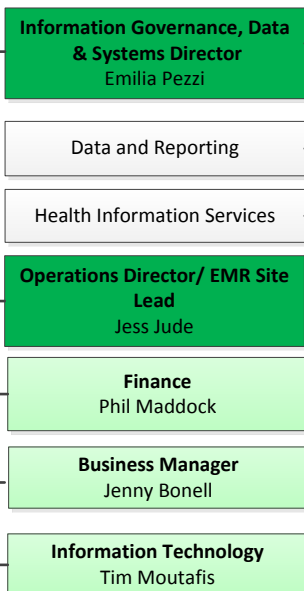 Information Governance, Data
& Systems Director
Emilia Pezzi
Data and Reporting
Health Information Services
Operations Director/ EMR Site
Lead
Jess Jude
Finance
Phil Maddock
Business Manager
Jenny Bonell
Information Technology
Tim Moutafis